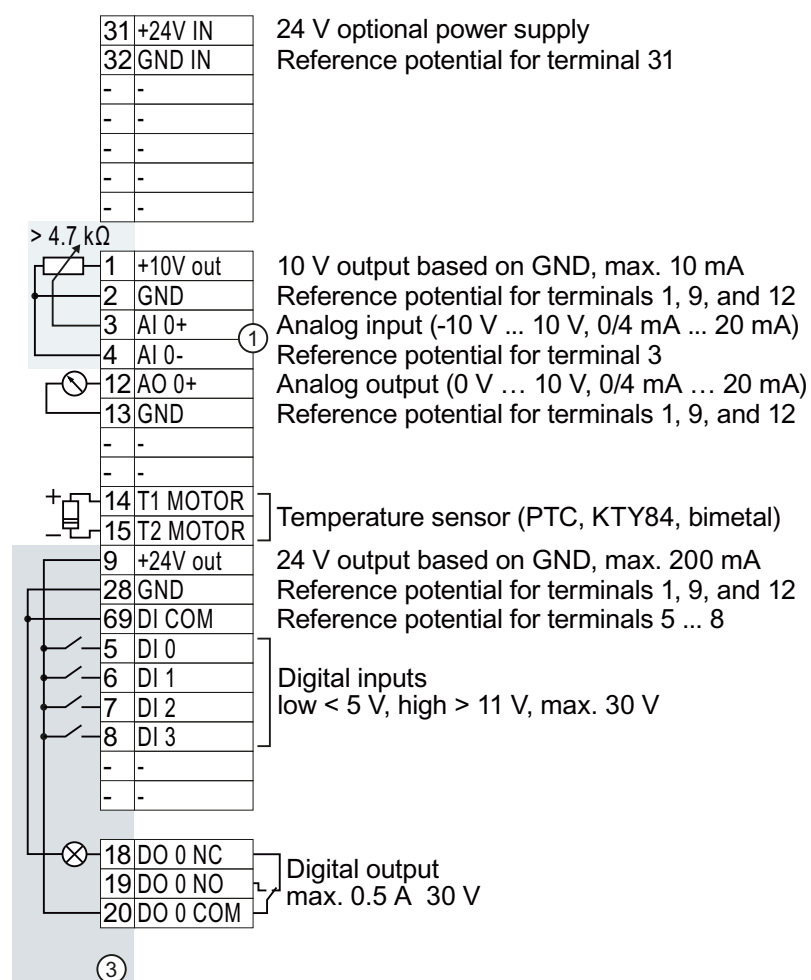 31 +24V IN 24 V optional power supply
32 GND IN Reference potential for terminal 31
- -
- -
- -
- -
- -
> 4.7 kΩ
1 +10V out 10 V output based on GND, max. 10 mA
2 GND Reference potential for terminals 1, 9, and 12
3 AI 0+ Analog input (-10 V ... 10 V, 0/4 mA ... 20 mA)
①
4 AI 0- Reference potential for terminal 3
12 AO 0+ Analog output (0 V … 10 V, 0/4 mA … 20 mA)
13 GND Reference potential for terminals 1, 9, and 12
- -
- -
+ 14 T1 MOTOR
Temperature sensor (PTC, KTY84, bimetal)
– 15 T2 MOTOR
9 +24V out 24 V output based on GND, max. 200 mA
28 GND Reference potential for terminals 1, 9, and 12
69 DI COM Reference potential for terminals 5 ... 8
5 DI 0
6 DI 1 Digital inputs
7 DI 2 low < 5 V, high > 11 V, max. 30 V
8 DI 3
- -
- -
18 DO 0 NC Digital output
19 DO 0 NO max. 0.5 A 30 V
20 DO 0 COM
③